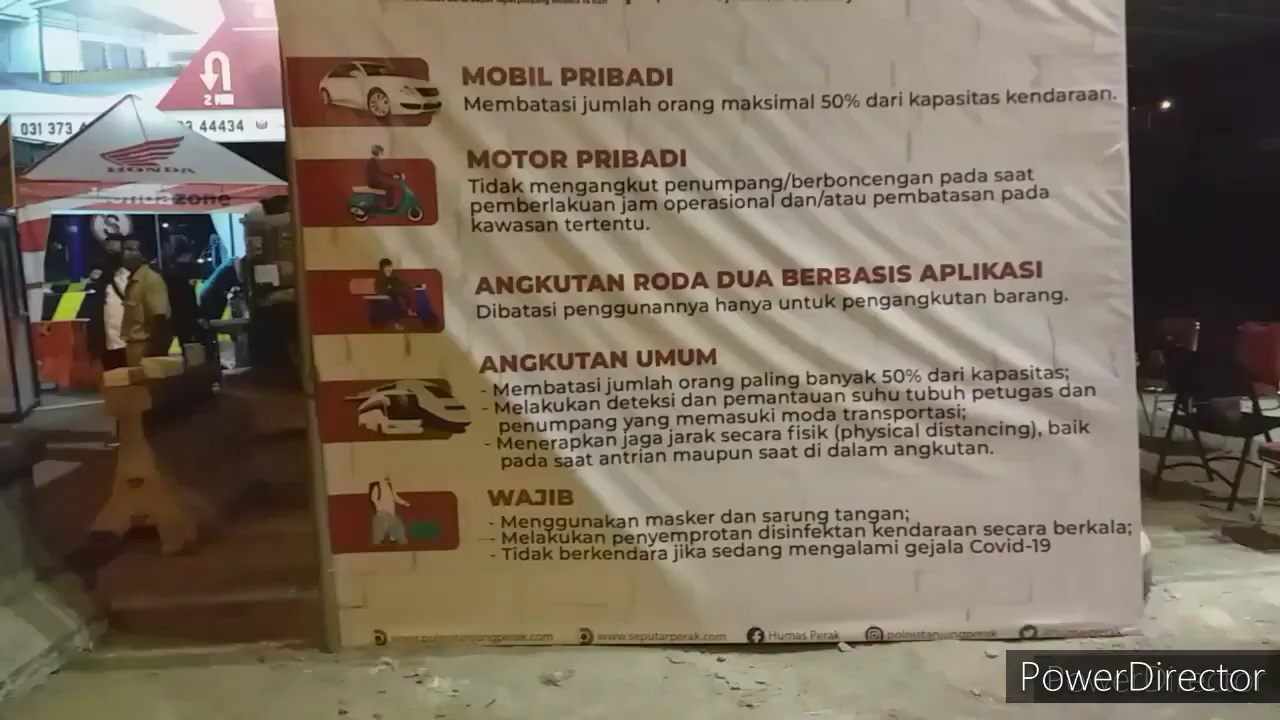 MOBIL PRIBADI
Membatasi jumlah orang maksimal 50% dari kapasitas kendaraan.
MOTOR PRIBADI
Tidak mengangkut penumpang/berboncengan pada saat
pemberlakuan jam operasional dan/atau pembatasan pada
kawasan tertentu.
ANGKUTAN RODA DUA BERBASIS APLIKASI
Dibatasi penggunannya hanya untuk pengangkutan barang.
ANGKUTAN UMUM
- Membatasi jumlah orang paling banyak 50% dari kapasitas;
- Melakukan deteksi dan pemantauan suhu tubuh petugas dan
penumpang yang memasuki moda transportasi;
- Menerapkan jaga jarak secara fisik (physical distancing), baik
pada saat antrian maupun saat di dalam angkutan.
WAJIB
- Menggunakan masker dan sarung tangan;
- Melakukan penyemprotan disinfektan kendaraan secara berkala;
- Tidak berkendara jika sedang mengalami gejala Covid-19
www.seputarperak.com Humas Perak polrestanjungperak
031 373
44434
HONDA
PowerDirector